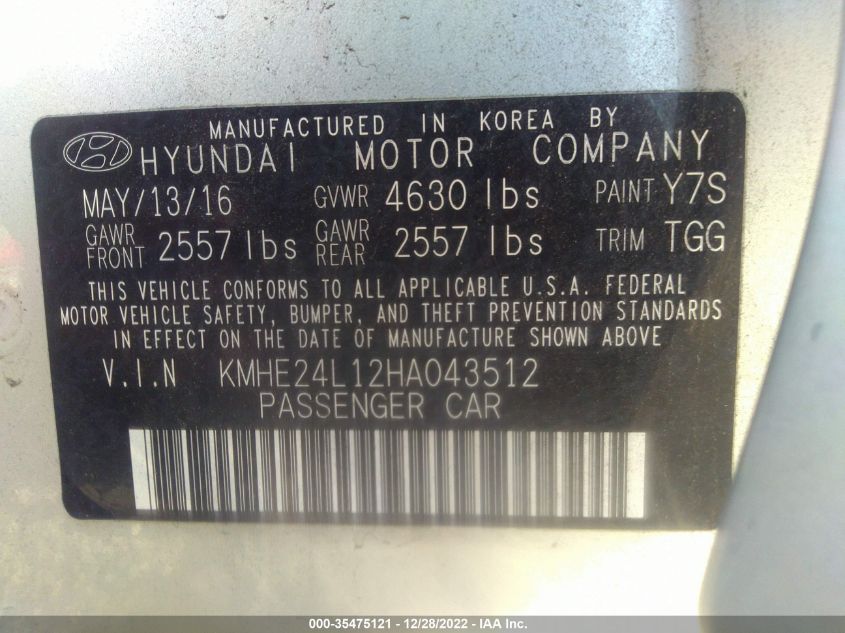 MANUFACTURED IN KOREA BY
HYUNDAI MOTOR COMPANY
MAY/13/16 GVWR 4630 lbs PAINT Y7S
GAWR FRONT 2557 lbs GAWR REAR 2557 lbs TRIM TGG
THIS VEHICLE CONFORMS TO ALL APPLICABLE U.S.A. FEDERAL
MOTOR VEHICLE SAFETY, BUMPER, AND THEFT PREVENTION STANDARDS
IN EFFECT ON THE DATE OF MANUFACTURE SHOWN ABOVE
V.I.N KMHE24L12HA043512
PASSENGER CAR
000-35475121 - 12/28/2022 - IAA Inc.